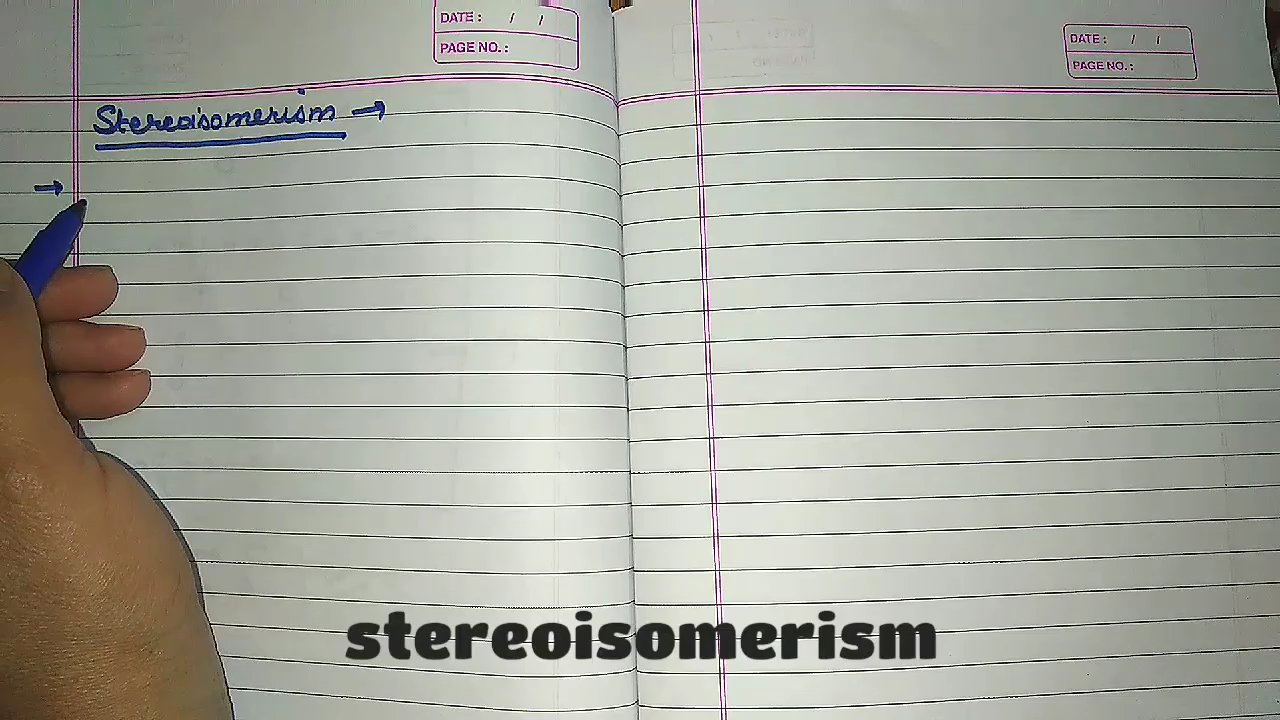 DATE : / /
PAGE NO. :
DATE : / /
PAGE NO. :
Stereoisomerism →
→
stereoisomerism